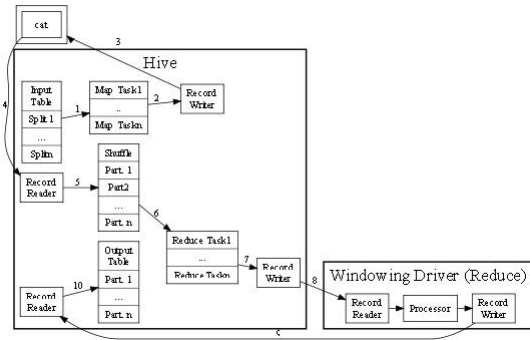 cat
3
Hive
4
Input
Table
Split 1
...
Splitn
1
Map Task1
..
Map Taskn
2
Record
Writer
Record
Reader
5
Shuffle
Part. 1
Part2
...
Part. n
6
Reduce Task1
...
Reduce Taskn
7
Record
Writer
8
Output
Table
Part. 1
...
Part. n
10
Record
Reader
Windowing Driver (Reduce)
Record
Reader
Processor
Record
Writer